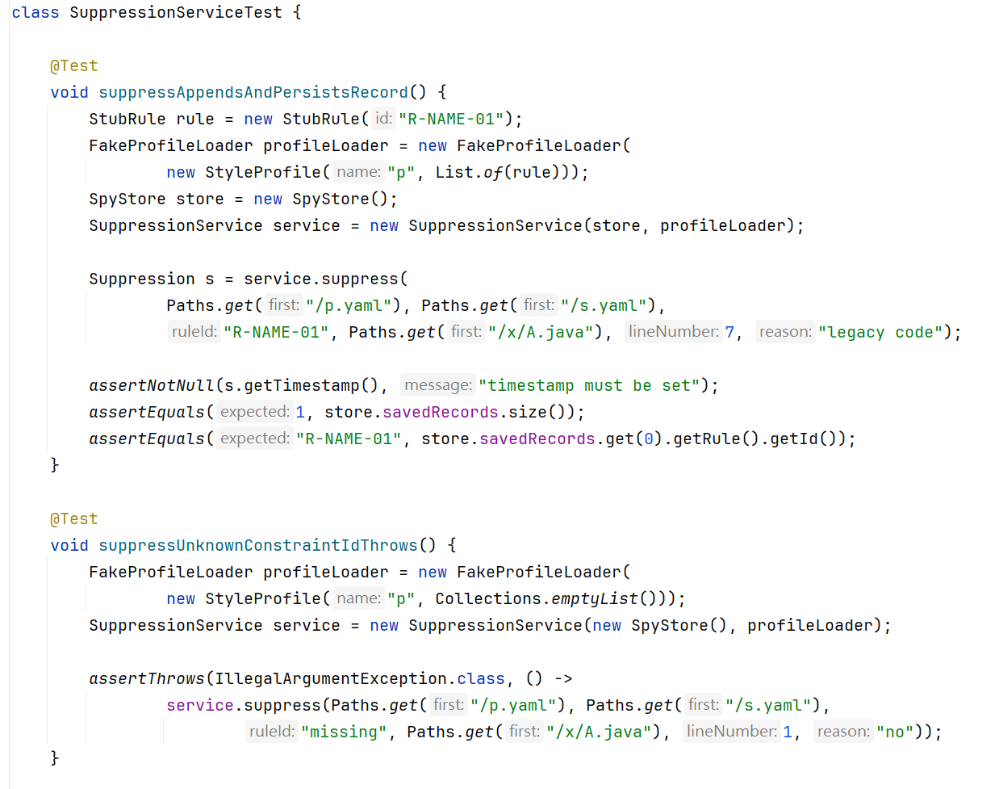 class SuppressionServiceTest {
@Test
void suppressAppendsAndPersistsRecord() {
StubRule rule = new StubRule( id: "R-NAME-01");
FakeProfileLoader profileLoader = new FakeProfileLoader(
new StyleProfile( name: "p", List.of(rule)));
SpyStore store = new SpyStore();
SuppressionService service = new SuppressionService(store, profileLoader);
Suppression s = service.suppress(
Paths.get( first: "/p.yaml"), Paths.get( first: "/s.yaml"),
ruleId: "R-NAME-01", Paths.get( first: "/x/A.java"), lineNumber: 7, reason: "legacy code");
assertNotNull(s.getTimestamp(), message: "timestamp must be set");
assertEquals( expected: 1, store.savedRecords.size());
assertEquals( expected: "R-NAME-01", store.savedRecords.get(0).getRule().getId());
}
@Test
void suppressUnknownConstraintIdThrows() {
FakeProfileLoader profileLoader = new FakeProfileLoader(
new StyleProfile( name: "p", Collections.emptyList()));
SuppressionService service = new SuppressionService(new SpyStore(), profileLoader);
assertThrows(IllegalArgumentException.class, () ->
service.suppress(Paths.get( first: "/p.yaml"), Paths.get( first: "/s.yaml"),
ruleId: "missing", Paths.get( first: "/x/A.java"), lineNumber: 1, reason: "no"));
}